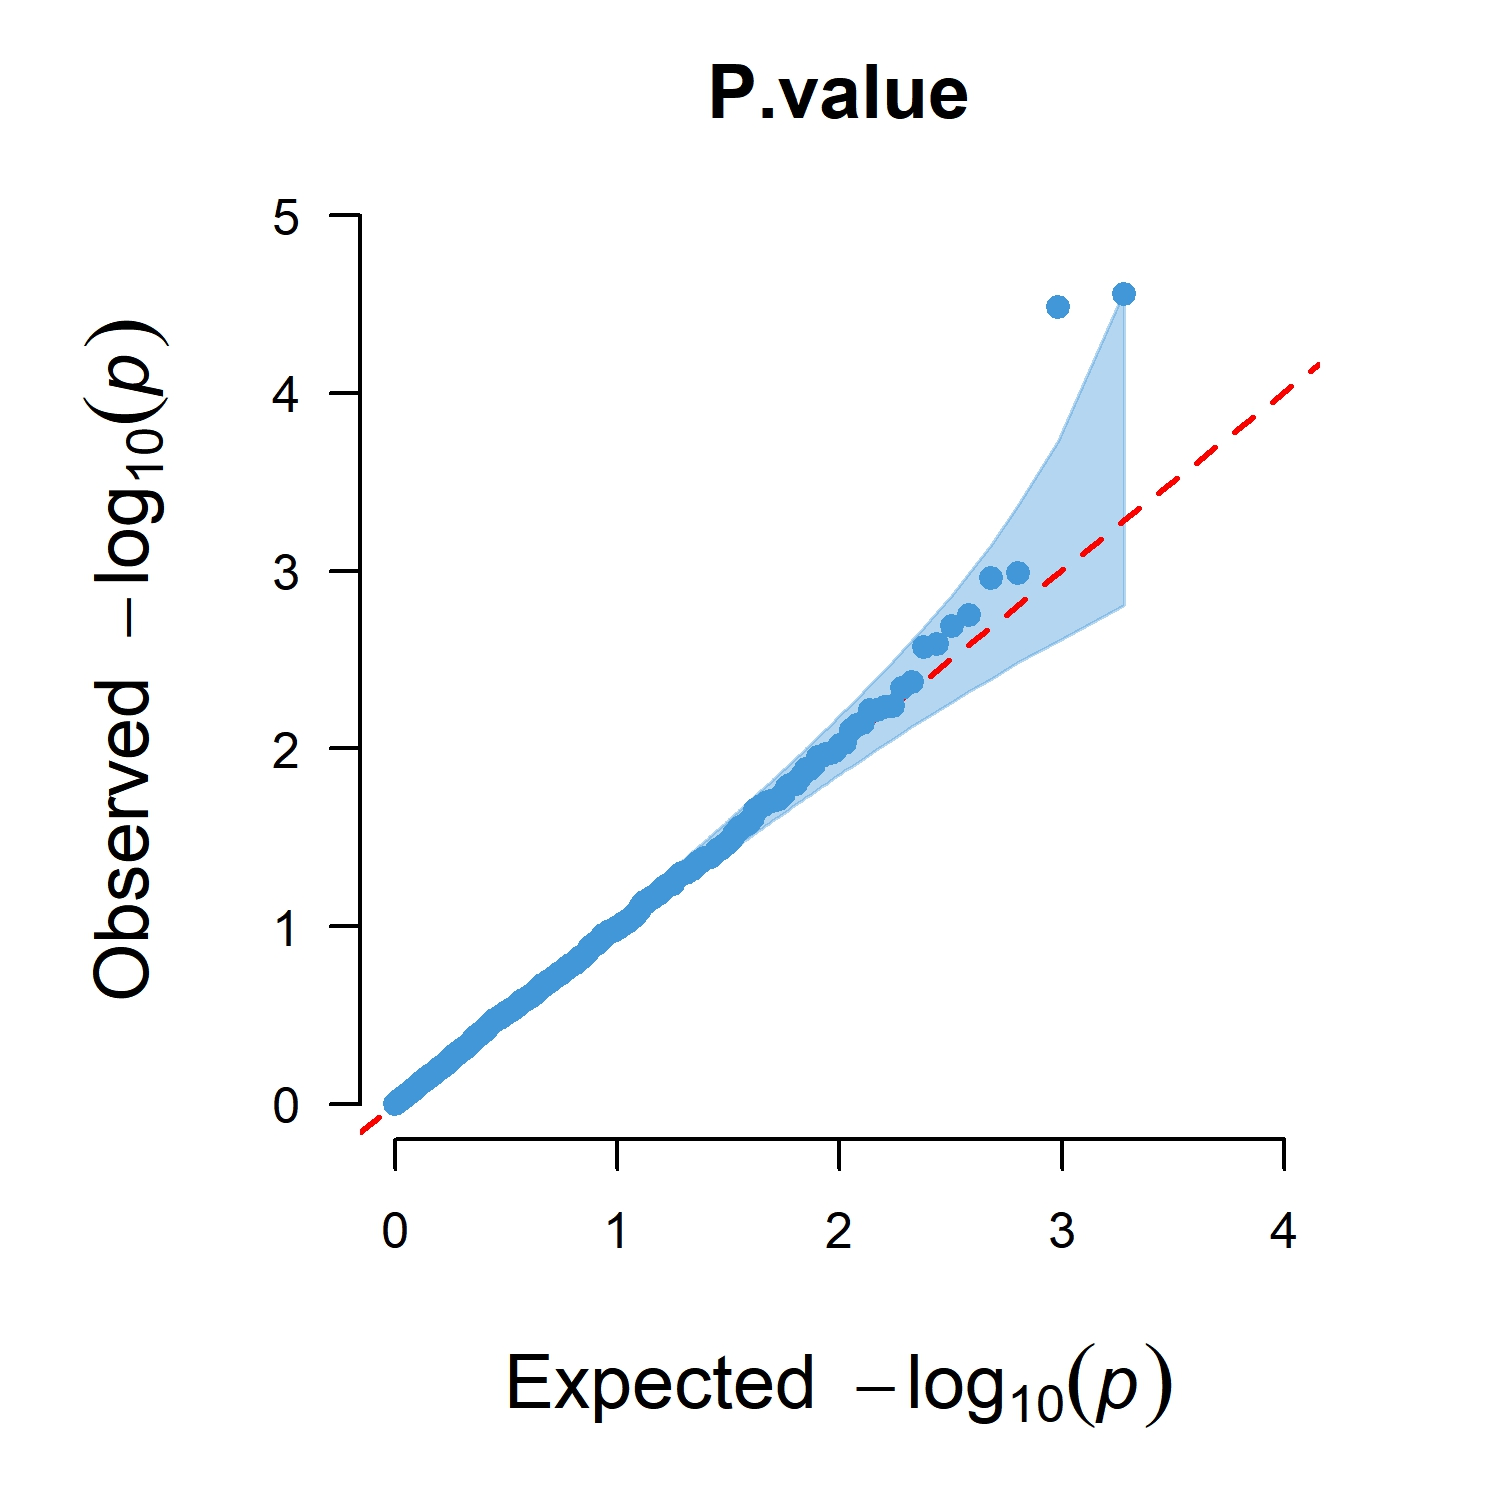 P.value
5
4
3
2
1
0
Observed −log10(p)
0 1 2 3 4
Expected −log10(p)